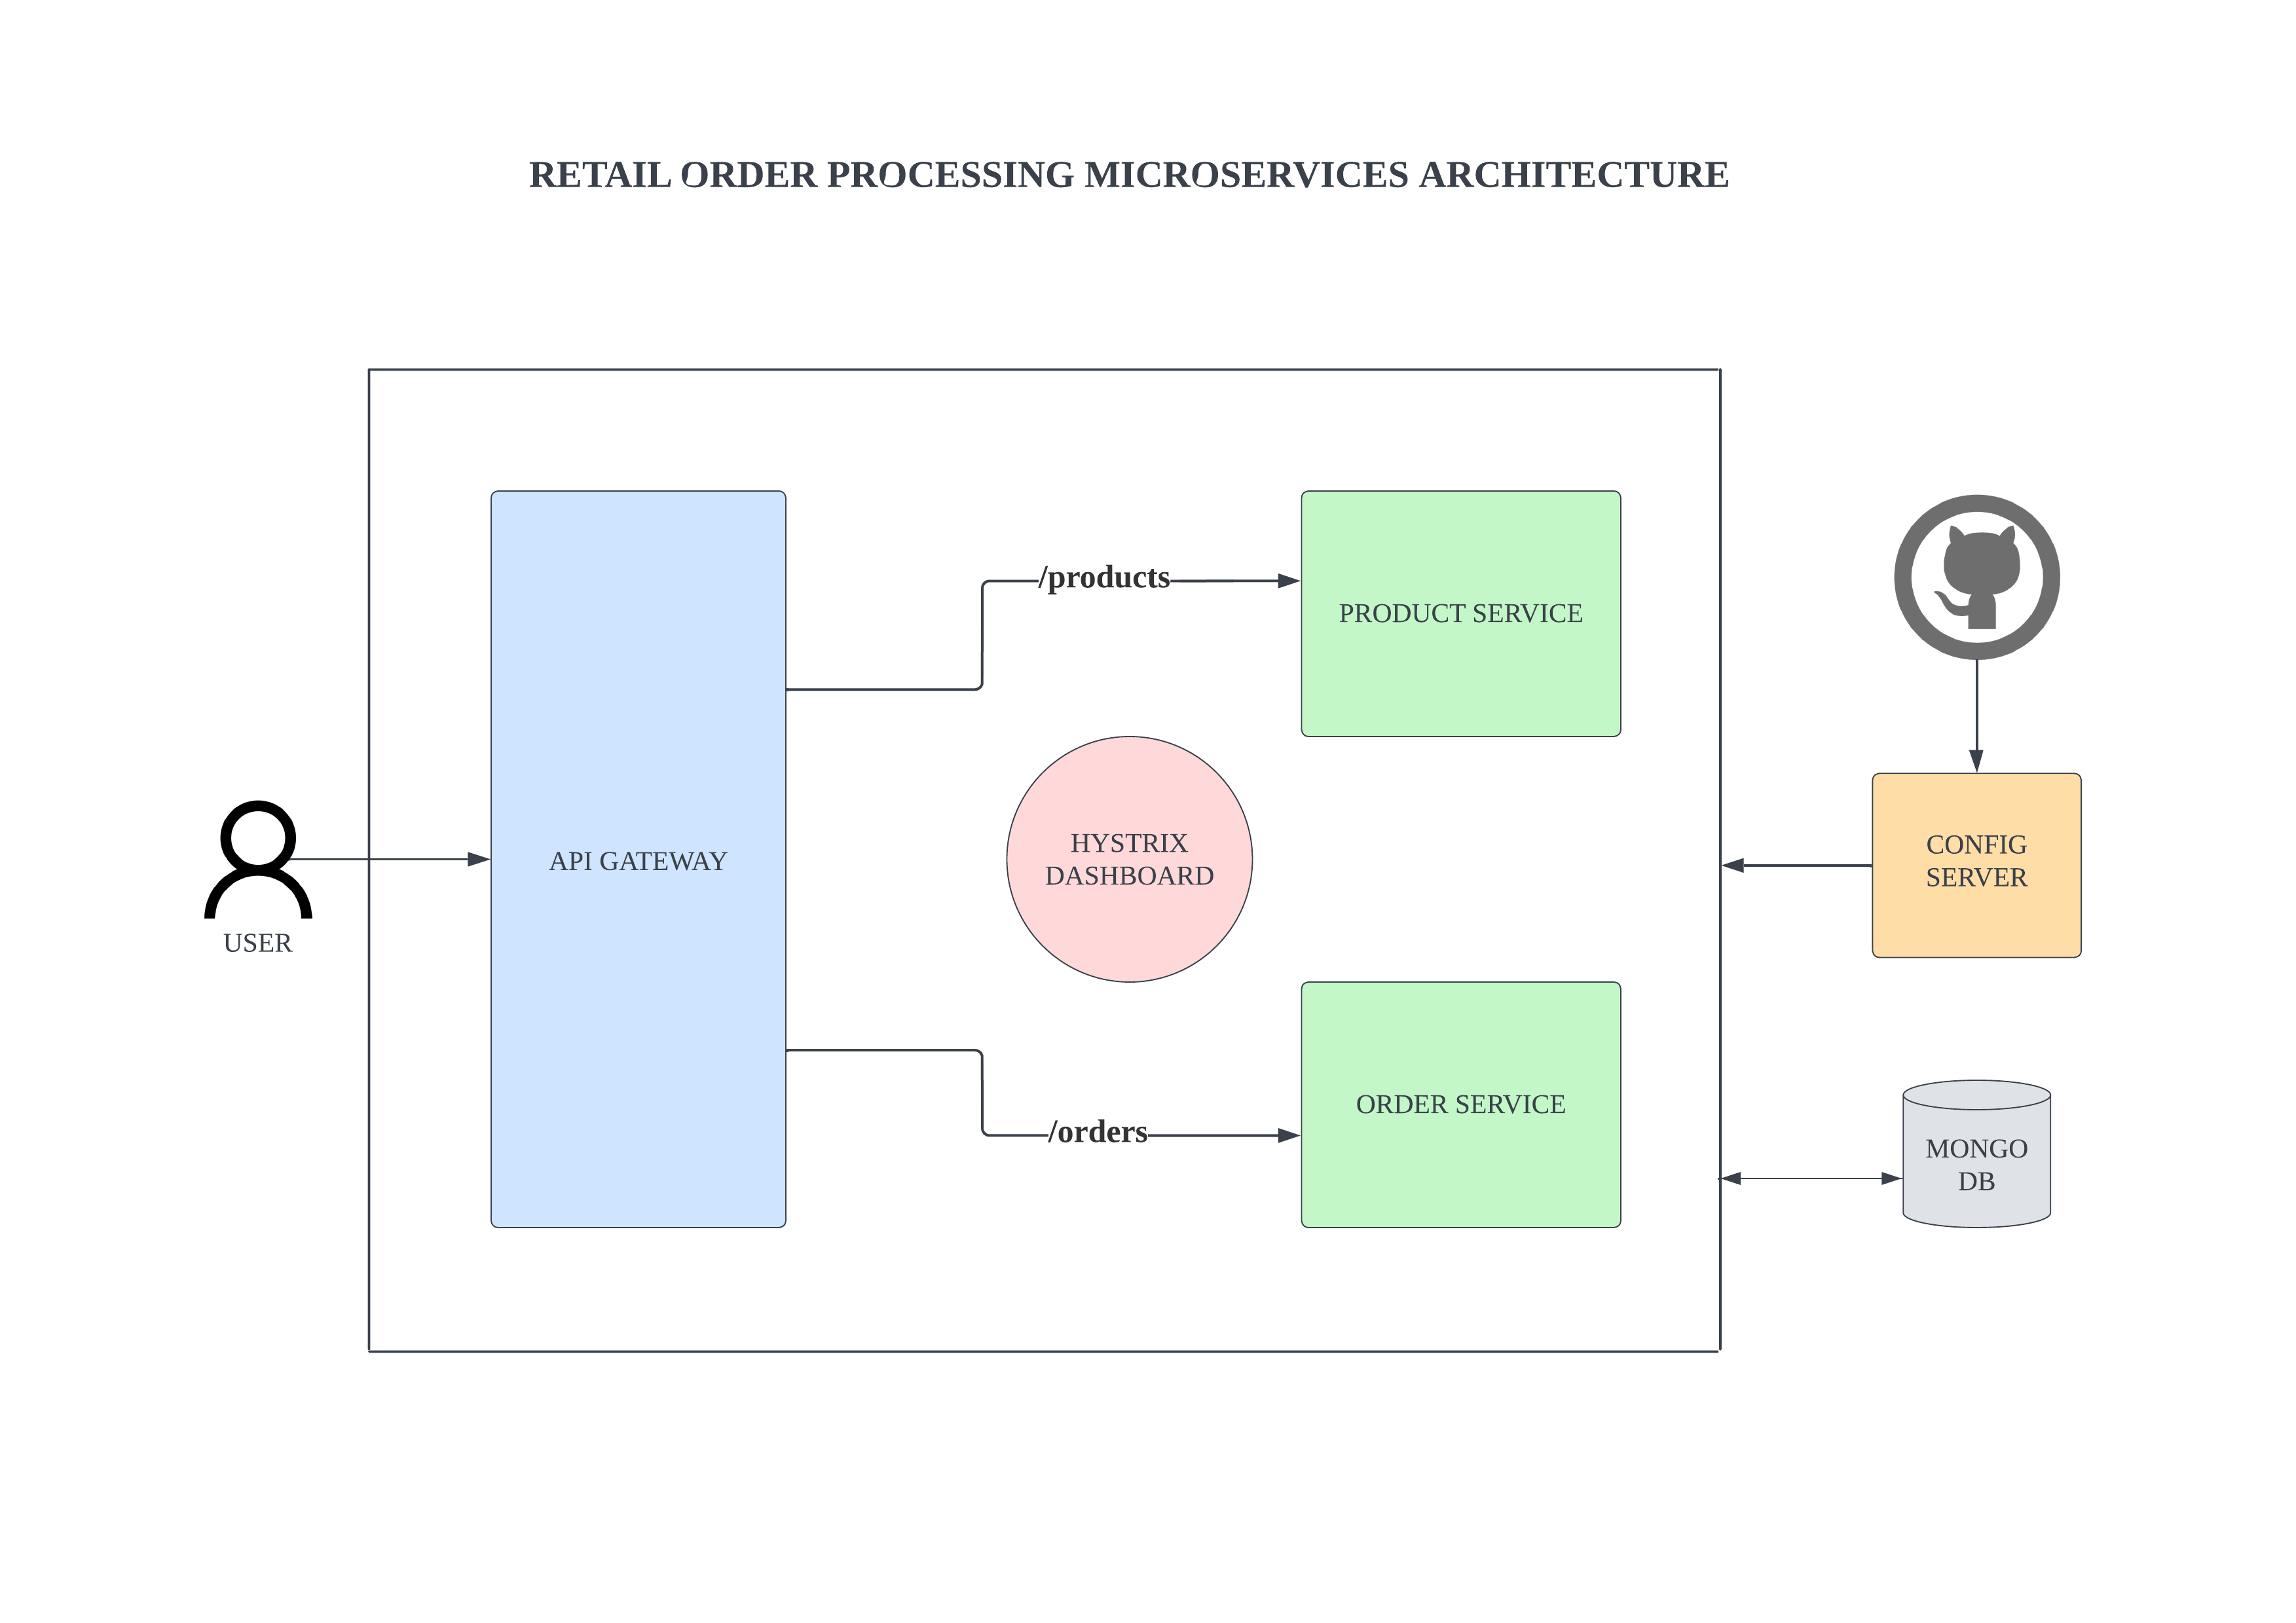 RETAIL ORDER PROCESSING MICROSERVICES ARCHITECTURE
/products
PRODUCT SERVICE
HYSTRIX
DASHBOARD
API GATEWAY
CONFIG
SERVER
USER
ORDER SERVICE
/orders
MONGO
DB